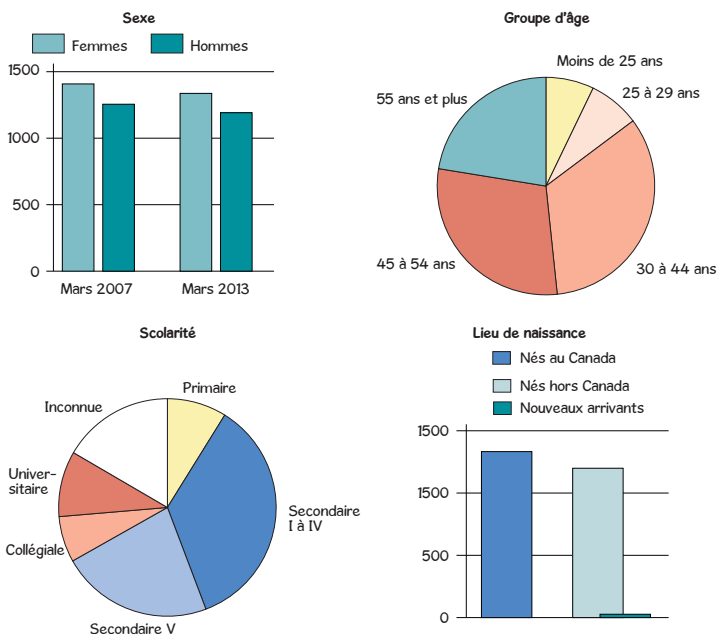 Sexe
Femmes
Hommes
1500
1000
500
0
Mars 2007
Mars 2013
Groupe d'âge
Moins de 25 ans
25 à 29 ans
55 ans et plus
45 à 54 ans
30 à 44 ans
Scolarité
Primaire
Inconnue
Univer-
sitaire
Collégiale
Secondaire
I à IV
Secondaire V
Lieu de naissance
Nés au Canada
Nés hors Canada
Nouveaux arrivants
1500
1500
500
0